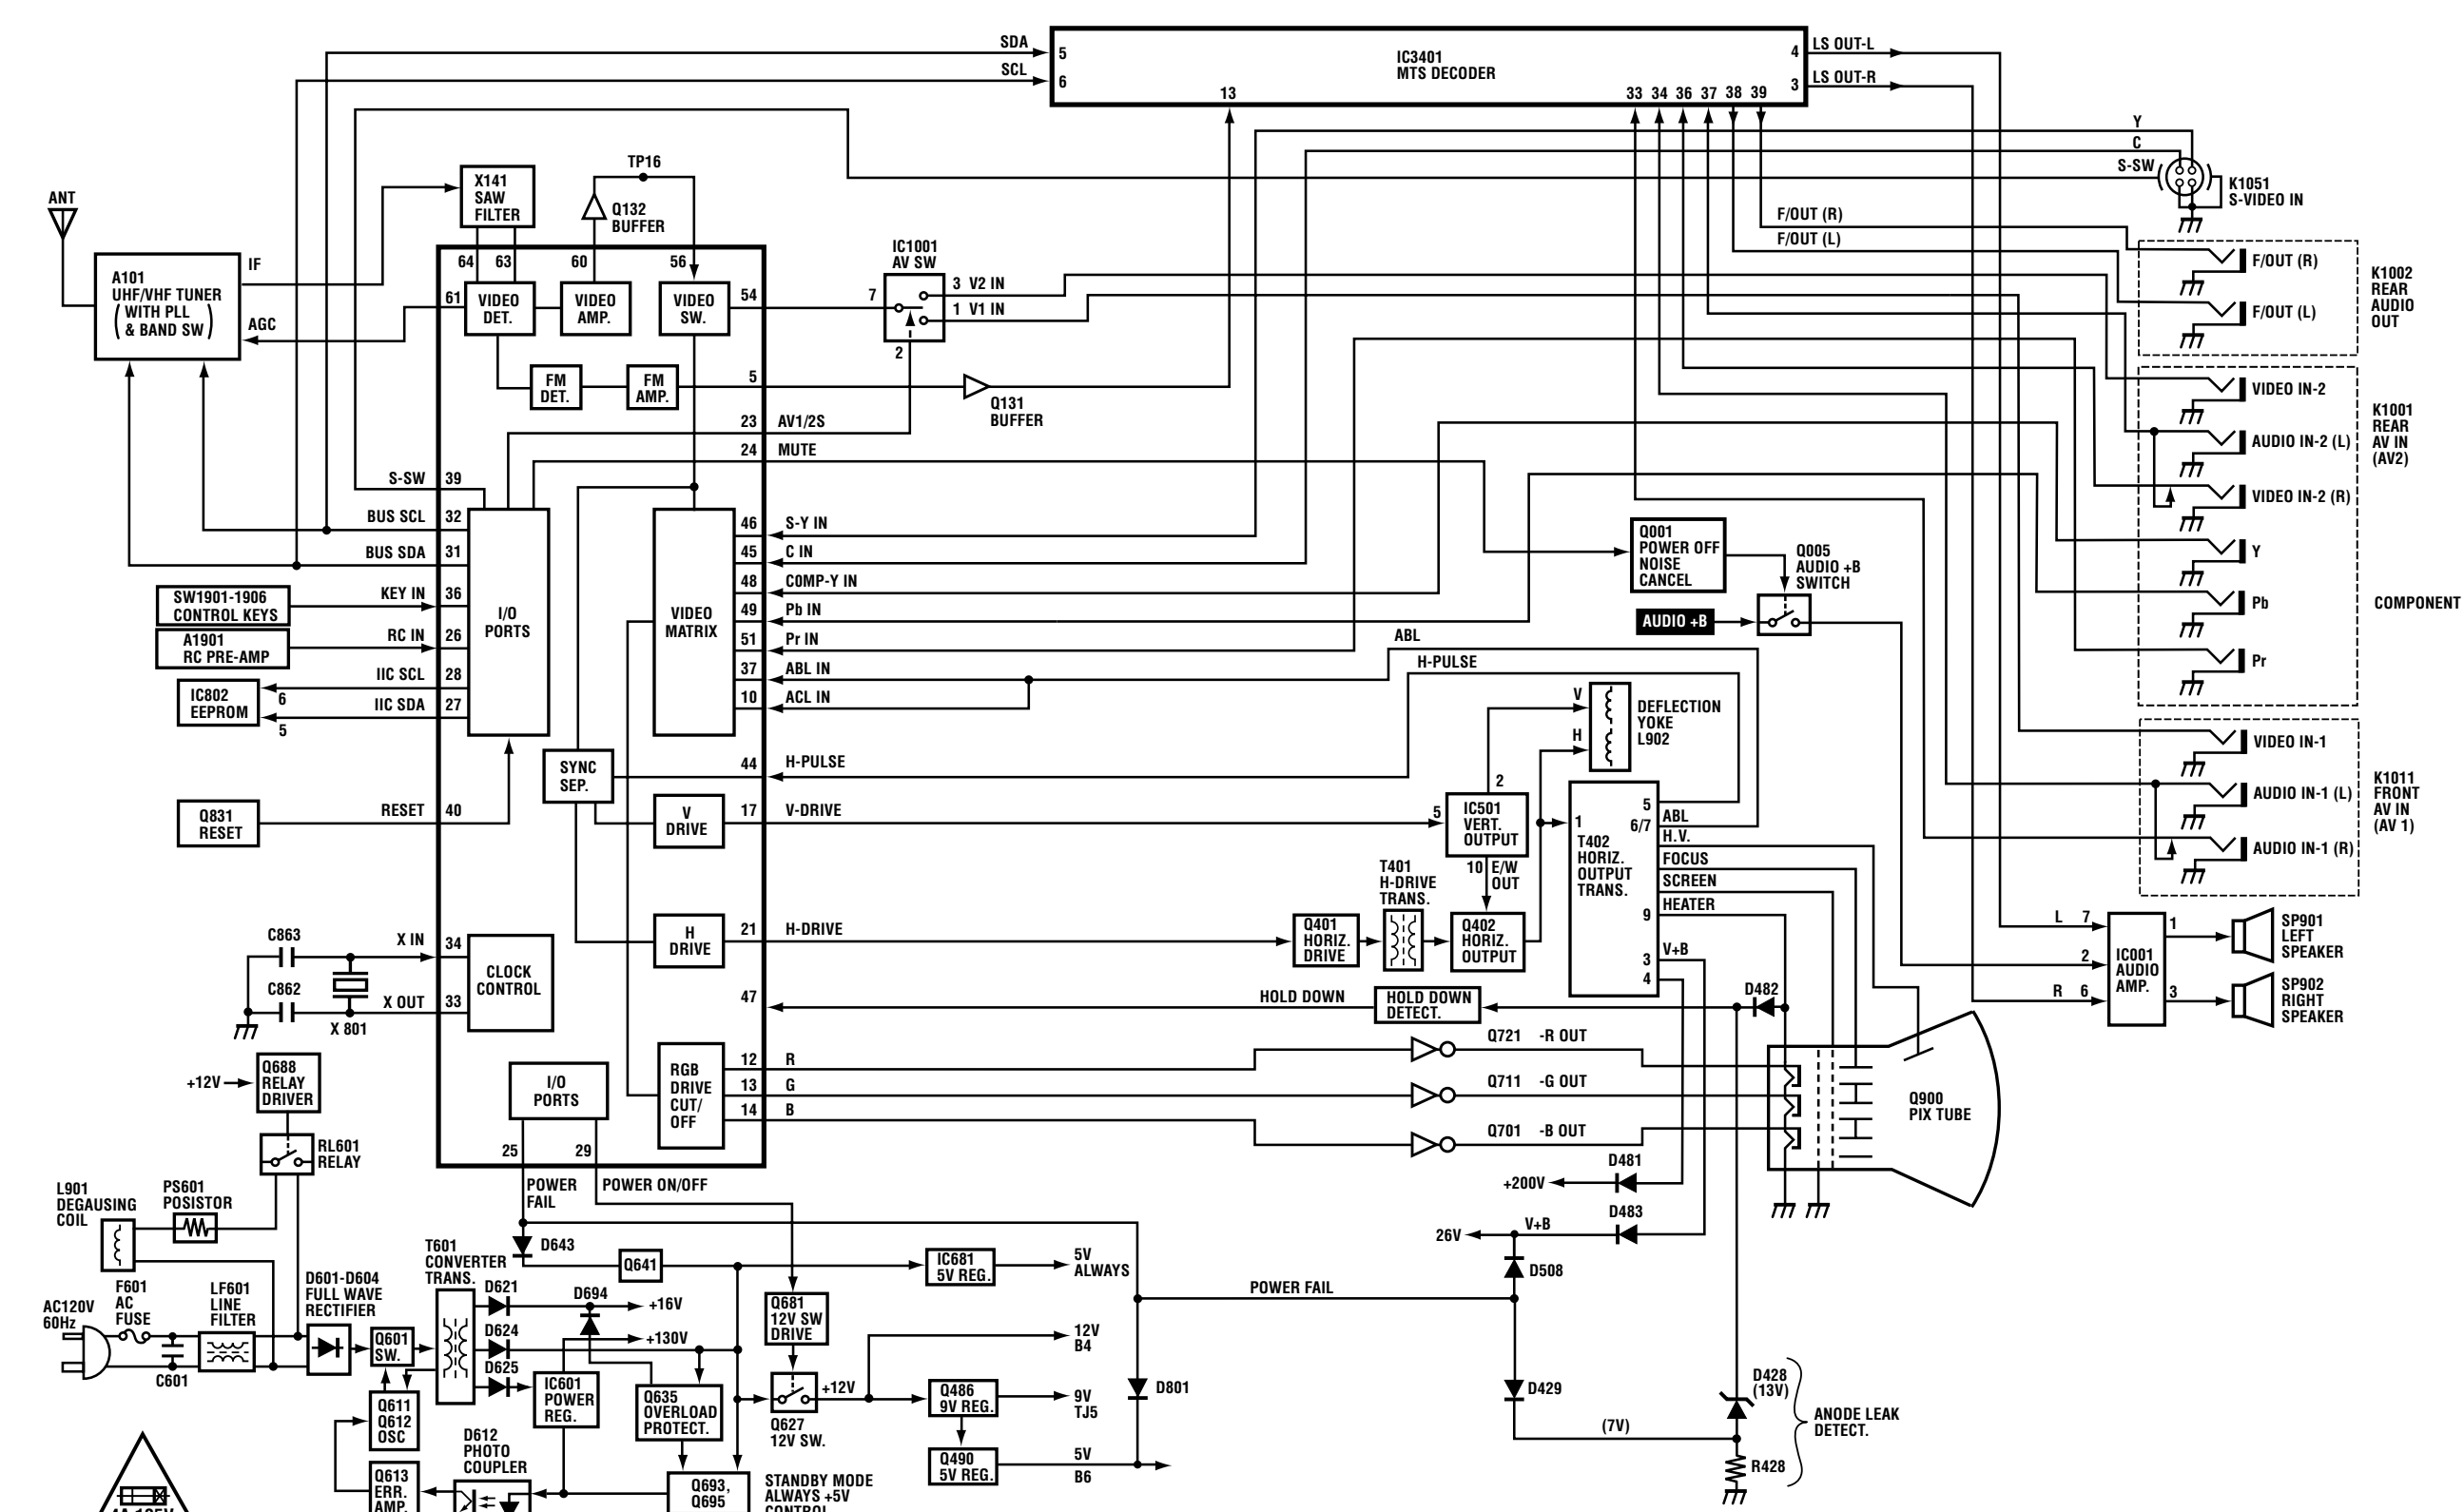 SDA
SCL
5
6
IC3401
MTS DECODER
4
3
LS OUT-L
LS OUT-R
13
33 34 36 37 38 39
Y
C
S-SW
K1051
S-VIDEO IN
ANT
X141
SAW
FILTER
TP16
Q132
BUFFER
IC1001
AV SW
F/OUT (R)
F/OUT (L)
F/OUT (R)
F/OUT (L)
K1002
REAR
AUDIO
OUT
A101
UHF/VHF TUNER
(WITH PLL
& BAND SW)
IF
AGC
64
63
60
56
61
VIDEO
DET.
VIDEO
AMP.
VIDEO
SW.
54
7
3 V2 IN
1 V1 IN
2
FM
DET.
FM
AMP.
5
Q131
BUFFER
23 AV1/2S
24 MUTE
VIDEO IN-2
AUDIO IN-2 (L)
VIDEO IN-2 (R)
Y
Pb
Pr
K1001
REAR
AV IN
(AV2)
COMPONENT
S-SW 39
BUS SCL 32
BUS SDA 31
KEY IN 36
RC IN 26
IIC SCL 28
IIC SDA 27
SW1901-1906
CONTROL KEYS
A1901
RC PRE-AMP
IC802
EEPROM
6
5
I/O
PORTS
VIDEO
MATRIX
46 S-Y IN
45 C IN
48 COMP-Y IN
49 Pb IN
51 Pr IN
37 ABL IN
10 ACL IN
Q001
POWER OFF
NOISE
CANCEL
Q005
AUDIO +B
SWITCH
AUDIO +B
ABL
H-PULSE
V
H
DEFLECTION
YOKE
L902
VIDEO IN-1
AUDIO IN-1 (L)
AUDIO IN-1 (R)
K1011
FRONT
AV IN
(AV 1)
SYNC
SEP.
44 H-PULSE
Q831
RESET
RESET 40
V
DRIVE
17 V-DRIVE
5
IC501
VERT.
OUTPUT
2
10 E/W
OUT
1
T402
HORIZ.
OUTPUT
TRANS.
5
6/7
ABL
H.V.
FOCUS
SCREEN
HEATER
9
3
V+B
4
T401
H-DRIVE
TRANS.
H
DRIVE
21 H-DRIVE
Q401
HORIZ.
DRIVE
Q402
HORIZ.
OUTPUT
L 7
2
R 6
IC001
AUDIO
AMP.
1
3
SP901
LEFT
SPEAKER
SP902
RIGHT
SPEAKER
C863
C862
X 801
X IN 34
X OUT 33
CLOCK
CONTROL
47
HOLD DOWN
HOLD DOWN
DETECT.
D482
Q688
RELAY
DRIVER
+12V
I/O
PORTS
RGB
DRIVE
CUT/
OFF
12 R
13 G
14 B
Q721 -R OUT
Q711 -G OUT
Q701 -B OUT
Q900
PIX TUBE
RL601
RELAY
25
29
POWER
FAIL
POWER ON/OFF
D481
+200V
D483
V+B
26V
L901
DEGAUSING
COIL
PS601
POSISTOR
D643
Q641
IC681
5V REG.
5V
ALWAYS
D508
POWER FAIL
AC120V
60Hz
F601
AC
FUSE
LF601
LINE
FILTER
C601
D601-D604
FULL WAVE
RECTIFIER
Q601
SW.
T601
CONVERTER
TRANS.
D621
D624
D625
D694
+16V
+130V
Q681
12V SW
DRIVE
12V
B4
IC601
POWER
REG.
Q635
OVERLOAD
PROTECT.
+12V
Q627
12V SW.
Q486
9V REG.
9V
TJ5
D801
D429
D428
(13V)
(7V)
R428
ANODE LEAK
DETECT.
Q611
Q612
OSC
D612
PHOTO
COUPLER
Q490
5V REG.
5V
B6
Q613
ERR.
AMP.
Q693,
Q695
STANDBY MODE
ALWAYS +5V
CONTROL
4A 125V